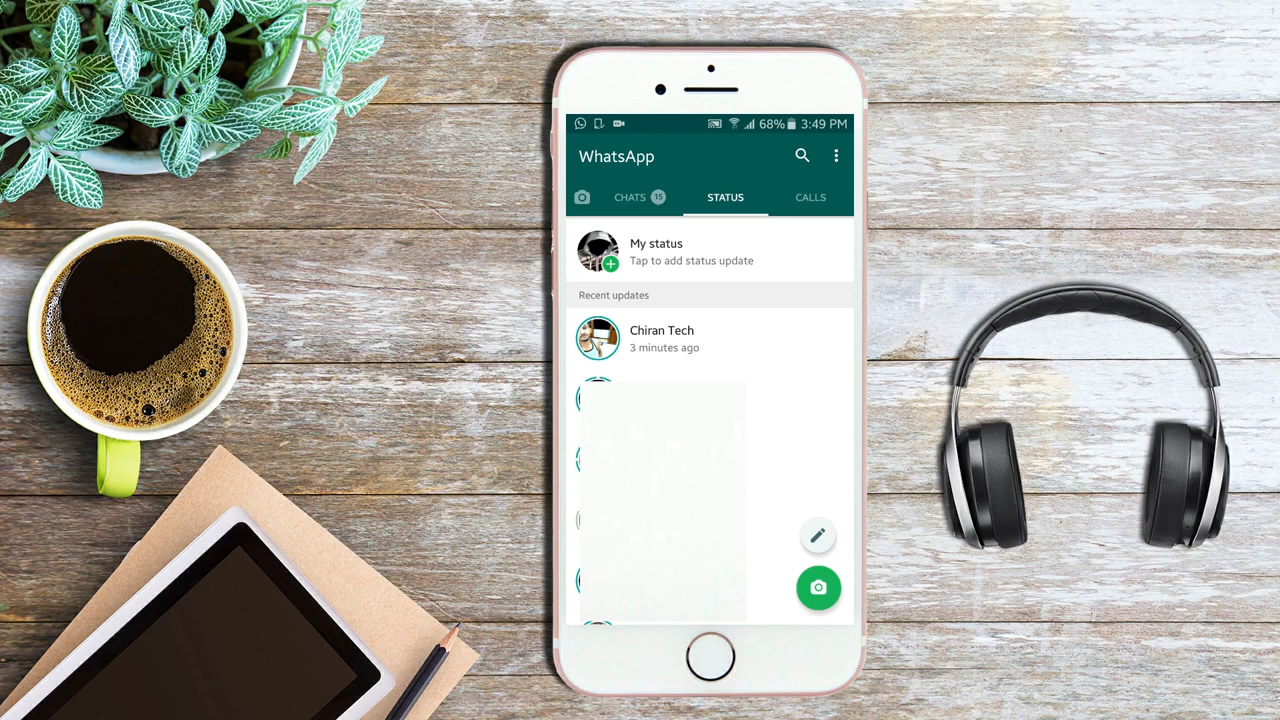 68% 3:49 PM
WhatsApp
CHATS 15 STATUS CALLS
My status
Tap to add status update
Recent updates
Chiran Tech
3 minutes ago